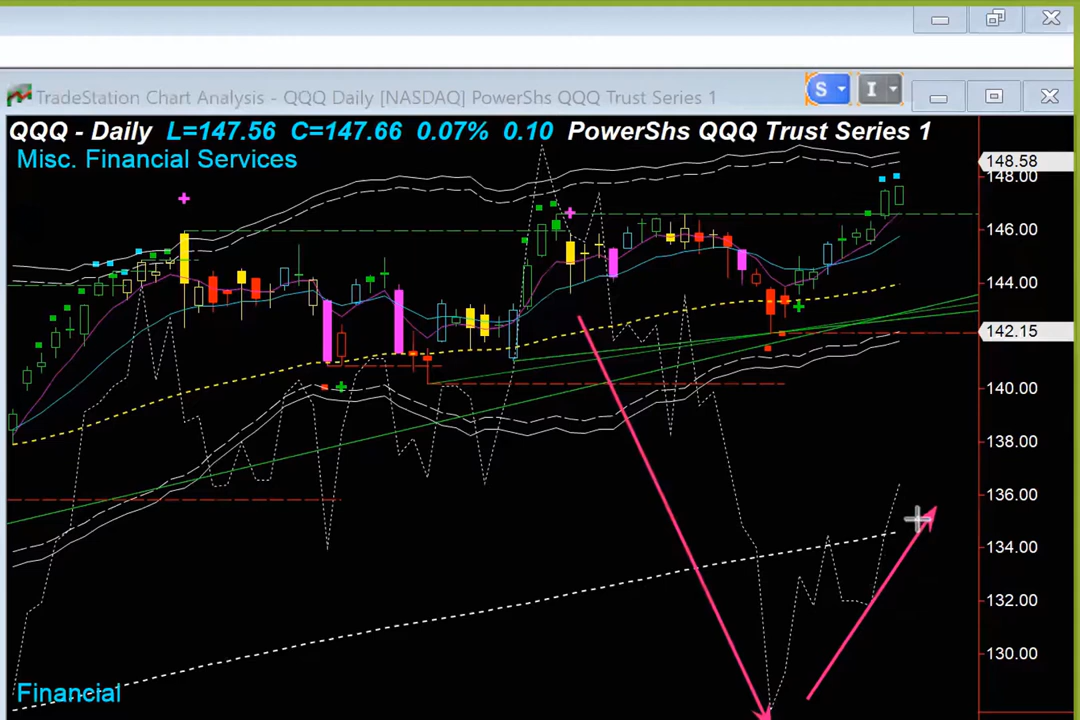 TradeStation Chart Analysis - QQQ Daily [NASDAQ] PowerShs QQQ Trust Series 1
S
I
QQQ - Daily L=147.56 C=147.66 0.07% 0.10 PowerShs QQQ Trust Series 1
Misc. Financial Services
148.58
148.00
146.00
144.00
142.15
140.00
138.00
136.00
134.00
132.00
130.00
Financial